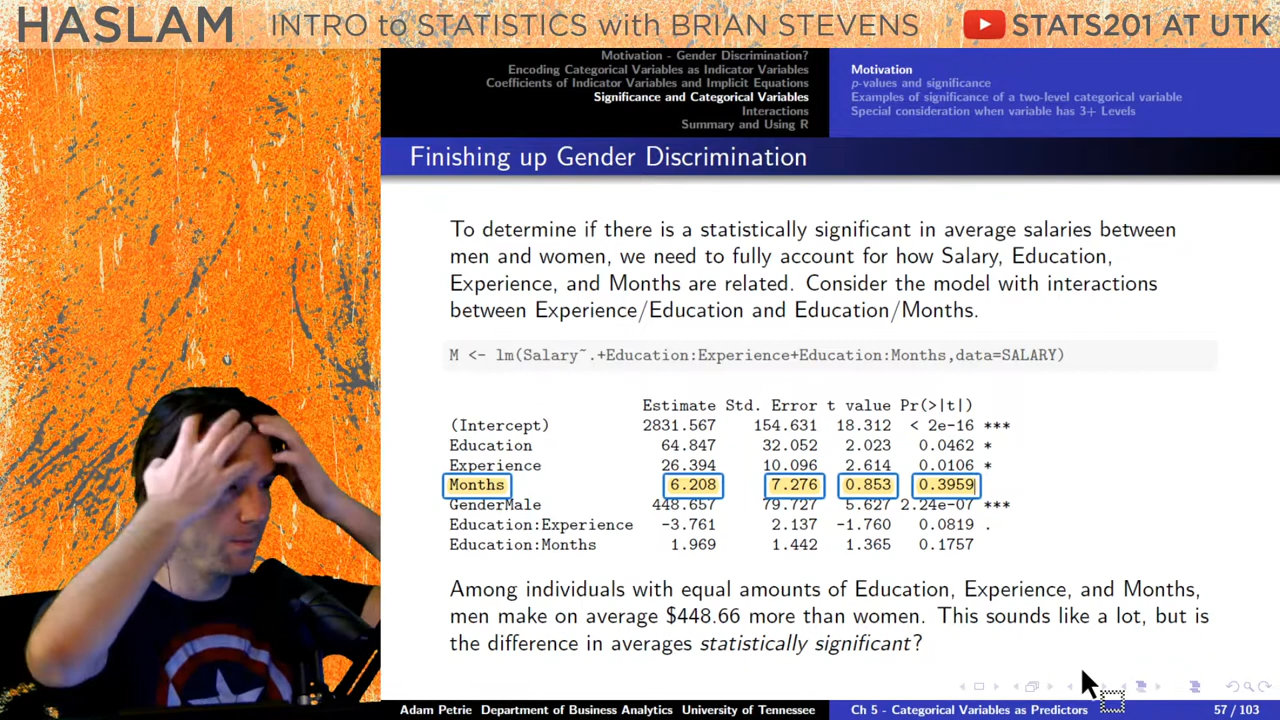 HASLAM INTRO to STATISTICS with BRIAN STEVENS STATS201 AT UTK
Motivation - Gender Discrimination?
Encoding Categorical Variables as Indicator Variables
Coefficients of Indicator Variables and Implicit Equations
Significance and Categorical Variables
Interactions
Summary and Using R
Motivation
p-values and significance
Examples of significance of a two-level categorical variable
Special consideration when variable has 3+ Levels
Finishing up Gender Discrimination
To determine if there is a statistically significant in average salaries between
men and women, we need to fully account for how Salary, Education,
Experience, and Months are related. Consider the model with interactions
between Experience/Education and Education/Months.
M <- lm(Salary~.+Education:Experience+Education:Months,data=SALARY)
Estimate Std. Error t value Pr(>|t|)
(Intercept) 2831.567 154.631 18.312 < 2e-16 ***
Education 64.847 32.052 2.023 0.0462 *
Experience 26.394 10.096 2.614 0.0106 *
Months 6.208 7.276 0.853 0.3959
GenderMale 448.657 79.727 5.627 2.24e-07 ***
Education:Experience -3.761 2.137 -1.760 0.0819 .
Education:Months 1.969 1.442 1.365 0.1757
Among individuals with equal amounts of Education, Experience, and Months,
men make on average $448.66 more than women. This sounds like a lot, but is
the difference in averages statistically significant?
Adam Petrie Department of Business Analytics University of Tennessee Ch 5 - Categorical Variables as Predictors 57 / 103